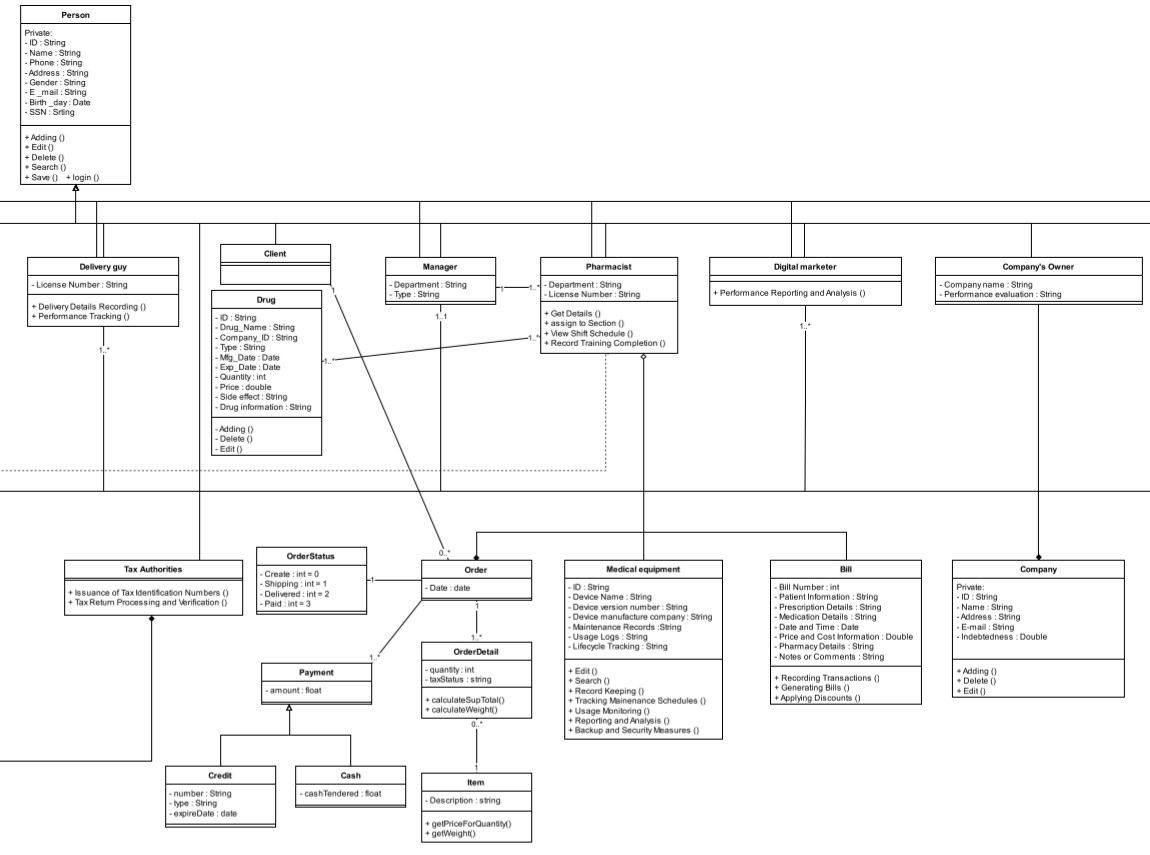 Person
Private:
- ID : String
- Name : String
- Phone : String
-Address : String
- Gender : String
- E _mail : String
- Birth _day : Date
- SSN : Srting
+ Adding ()
+ Edit ()
+ Delete ()
+ Search ()
+ Save () + login ()
Delivery guy
- License Number : String
+ Delivery Details Recording ()
+ Performance Tracking ()
1..*
Client
1
Drug
- ID : String
- Drug_Name : String
- Company_ID : String
- Type : String
- Mfg_Date : Date
- Exp_Date : Date
- Quantity : int
- Price : double
- Side effect : String
- Drug information : String
- Adding ()
- Delete ()
- Edit ()
1..*
Manager
- Department : String
- Type : String
1
1..*
1..1
Pharmacist
- Department : String
- License Number : String
+ Get Details ()
+ assign to Section ()
+ View Shift Schedule ()
+ Record Training Completion ()
1..*
Digital marketer
+ Performance Reporting and Analysis ()
1..*
Company's Owner
- Company name : String
- Performance evaluation : String
Tax Authorities
+ Issuance of Tax Identification Numbers ()
+ Tax Return Processing and Verification ()
OrderStatus
- Create : int = 0
- Shipping : int = 1
- Delivered : int = 2
- Paid : int = 3
1
0..*
Order
- Date : date
1
1..*
1..*
OrderDetail
- quantity : int
- taxStatus : string
+ calculateSupTotal()
+ calculateWeight()
0..*
1
Payment
- amount : float
Credit
- number : String
- type : String
- expireDate : date
Cash
- cashTendered : float
Item
- Description : string
+ getPriceForQuantity()
+ getWeight()
Medical equipment
- ID : String
- Device Name : String
- Device version number : String
- Device manufacture company : String
- Maintenance Records :String
- Usage Logs : String
- Lifecycle Tracking : String
+ Edit ()
+ Search ()
+ Record Keeping ()
+ Tracking Mainenance Schedules ()
+ Usage Monitoring ()
+ Reporting and Analysis ()
+ Backup and Security Measures ()
Bill
- Bill Number : int
- Patient Information : String
- Prescription Details : String
- Medication Details : String
- Date and Time : Date
- Price and Cost Information : Double
- Pharmacy Details : String
- Notes or Comments : String
+ Recording Transactions ()
+ Generating Bills ()
+ Applying Discounts ()
Company
Private:
- ID : String
- Name : String
- Address : String
- E-mail : String
- Indebtedness : Double
+ Adding ()
+ Delete ()
+ Edit ()